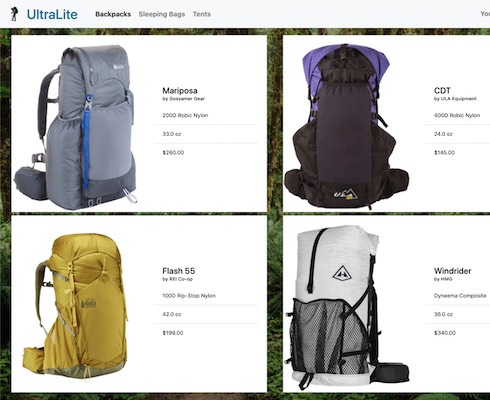 UltraLite
Backpacks Sleeping Bags Tents
Mariposa
by Gossamer Gear
200D Robic Nylon
33.0 oz
$260.00
CDT
by ULA Equipment
400D Robic Nylon
24.0 oz
$145.00
Flash 55
by REI Co-op
100D Rip-Stop Nylon
42.0 oz
$199.00
Windrider
by HMG
Dyneema Composite
36.0 oz
$340.00